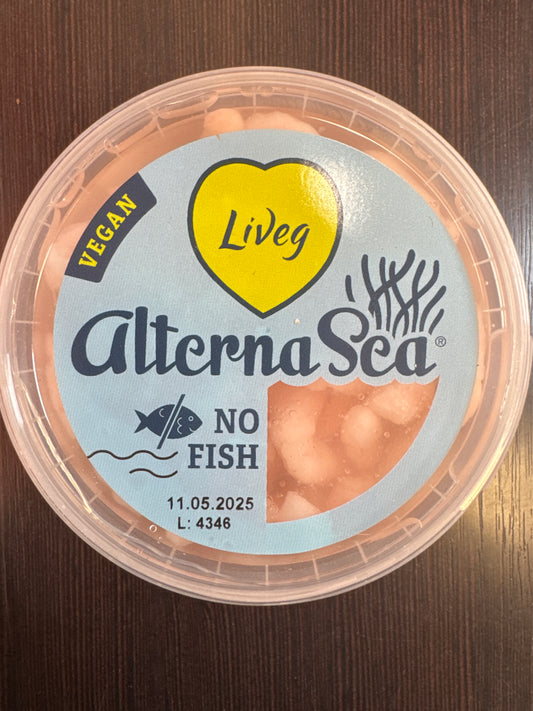 LiVeg
VEGAN
AlternaSea®
NO
FISH
11.05.2025
L: 4346